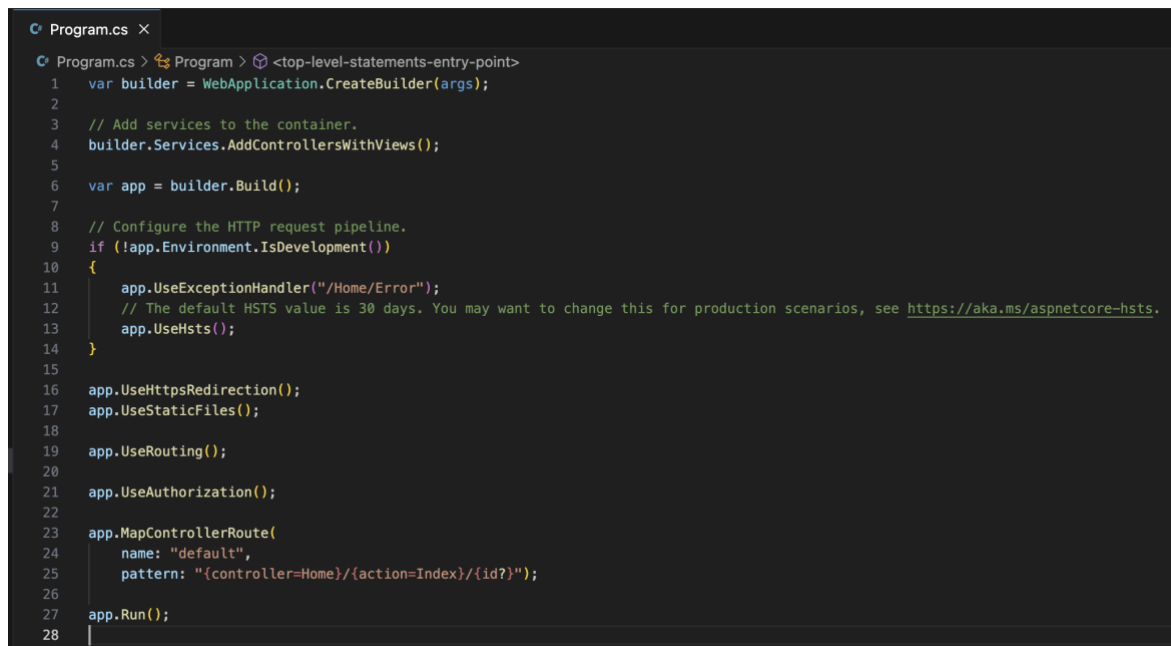 C# Program.cs ×
C# Program.cs > Program > <top-level-statements-entry-point>
1 var builder = WebApplication.CreateBuilder(args);
2
3 // Add services to the container.
4 builder.Services.AddControllersWithViews();
5
6 var app = builder.Build();
7
8 // Configure the HTTP request pipeline.
9 if (!app.Environment.IsDevelopment())
10 {
11 app.UseExceptionHandler("/Home/Error");
12 // The default HSTS value is 30 days. You may want to change this for production scenarios, see https://aka.ms/aspnetcore-hsts.
13 app.UseHsts();
14 }
15
16 app.UseHttpsRedirection();
17 app.UseStaticFiles();
18
19 app.UseRouting();
20
21 app.UseAuthorization();
22
23 app.MapControllerRoute(
24 name: "default",
25 pattern: "{controller=Home}/{action=Index}/{id?}");
26
27 app.Run();
28